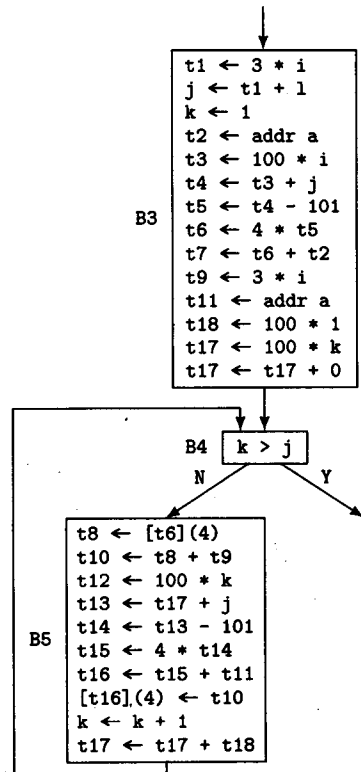 t1 ← 3 * i
j ← t1 + l
k ← 1
t2 ← addr a
t3 ← 100 * i
t4 ← t3 + j
t5 ← t4 - 101
t6 ← 4 * t5
t7 ← t6 + t2
t9 ← 3 * i
t11 ← addr a
t18 ← 100 * 1
t17 ← 100 * k
t17 ← t17 + 0
B3
B4
k > j
N
Y
t8 ← [t6](4)
t10 ← t8 + t9
t12 ← 100 * k
t13 ← t17 + j
t14 ← t13 - 101
t15 ← 4 * t14
t16 ← t15 + t11
[t16](4) ← t10
k ← k + 1
t17 ← t17 + t18
B5